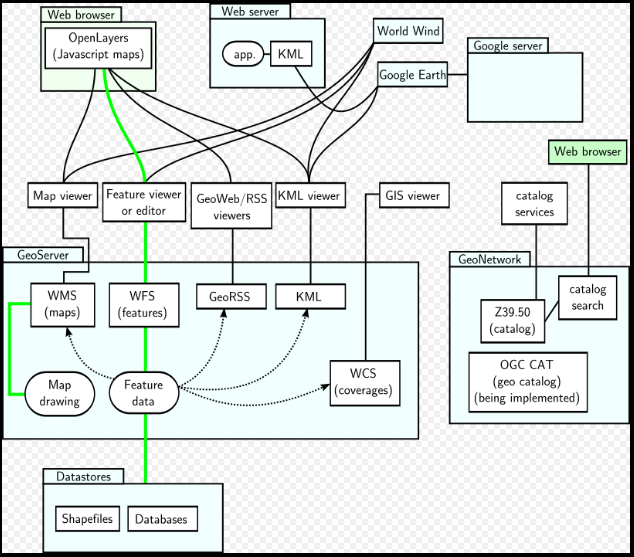 Web browser
OpenLayers
(Javascript maps)
Web server
app.
KML
World Wind
Google Earth
Google server
Web browser
Map viewer
Feature viewer
or editor
GeoWeb/RSS
viewers
KML viewer
GIS viewer
catalog
services
GeoServer
WMS
(maps)
WFS
(features)
GeoRSS
KML
Map
drawing
Feature
data
WCS
(coverages)
GeoNetwork
Z39.50
(catalog)
catalog
search
OGC CAT
(geo catalog)
(being implemented)
Datastores
Shapefiles
Databases